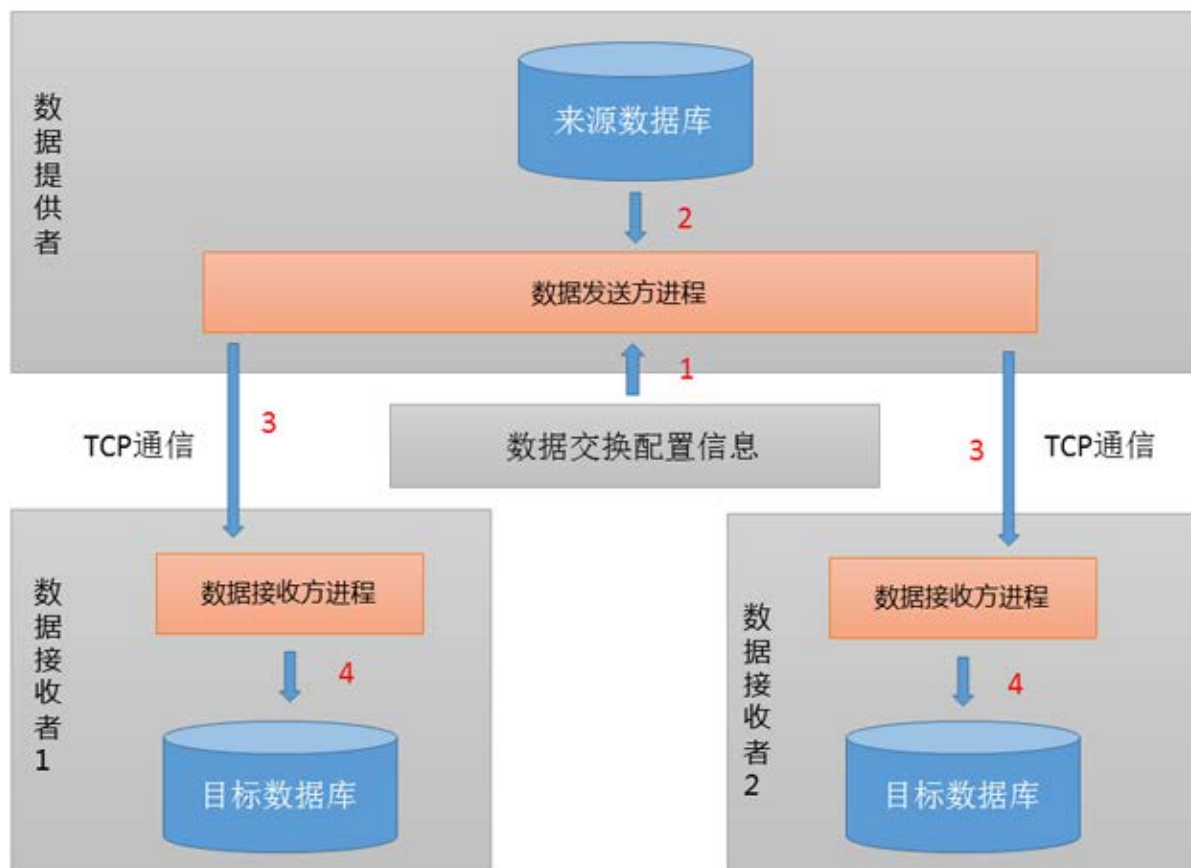 数据提供者
来源数据库
2
数据发送方进程
1
3
TCP通信
数据交换配置信息
3
TCP通信
数据接收者1
数据接收方进程
4
目标数据库
数据接收者2
数据接收方进程
4
目标数据库